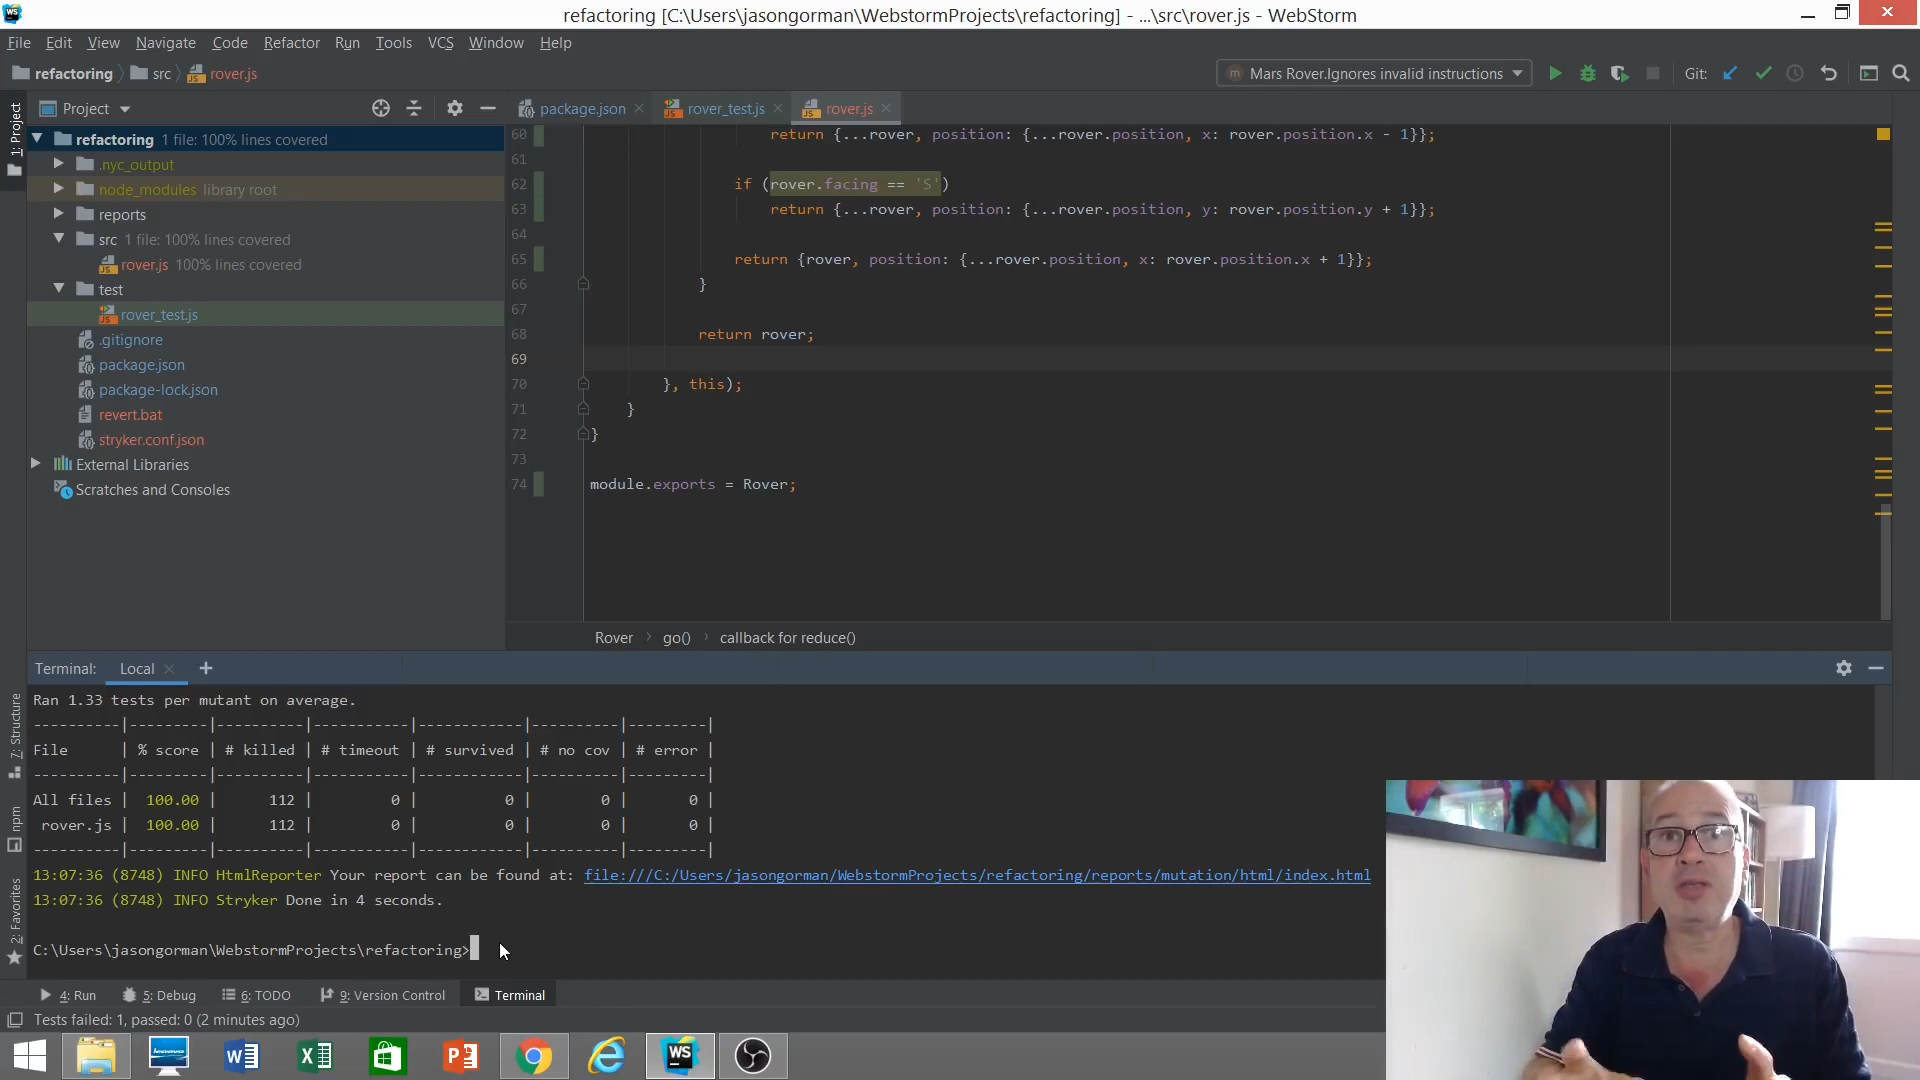 refactoring [C:\Users\jasongorman\WebstormProjects\refactoring] - ...\src\rover.js - WebStorm
File Edit View Navigate Code Refactor Run Tools VCS Window Help
refactoring src rover.js
Mars Rover.Ignores invalid instructions
Git:
1: Project
Project
package.json
rover_test.js
rover.js
refactoring 1 file: 100% lines covered
.nyc_output
node_modules library root
reports
src 1 file: 100% lines covered
rover.js 100% lines covered
test
rover_test.js
.gitignore
package.json
package-lock.json
revert.bat
stryker.conf.json
External Libraries
Scratches and Consoles
60 return {...rover, position: {...rover.position, x: rover.position.x - 1}};
61
62 if (rover.facing == 'S')
63 return {...rover, position: {...rover.position, y: rover.position.y + 1}};
64
65 return {rover, position: {...rover.position, x: rover.position.x + 1}};
66 }
67
68 return rover;
69
70 }, this);
71 }
72 }
73
74 module.exports = Rover;
Rover go() callback for reduce()
Terminal: Local +
7: Structure
npm
2: Favorites
Ran 1.33 tests per mutant on average.
----------|---------|----------|-----------|------------|----------|---------|
File | % score | # killed | # timeout | # survived | # no cov | # error |
----------|---------|----------|-----------|------------|----------|---------|
All files | 100.00 | 112 | 0 | 0 | 0 | 0 |
rover.js | 100.00 | 112 | 0 | 0 | 0 | 0 |
----------|---------|----------|-----------|------------|----------|---------|
13:07:36 (8748) INFO HtmlReporter Your report can be found at: file:///C:/Users/jasongorman/WebstormProjects/refactoring/reports/mutation/html/index.html
13:07:36 (8748) INFO Stryker Done in 4 seconds.
C:\Users\jasongorman\WebstormProjects\refactoring>
4: Run 5: Debug 6: TODO 9: Version Control Terminal
Tests failed: 1, passed: 0 (2 minutes ago)